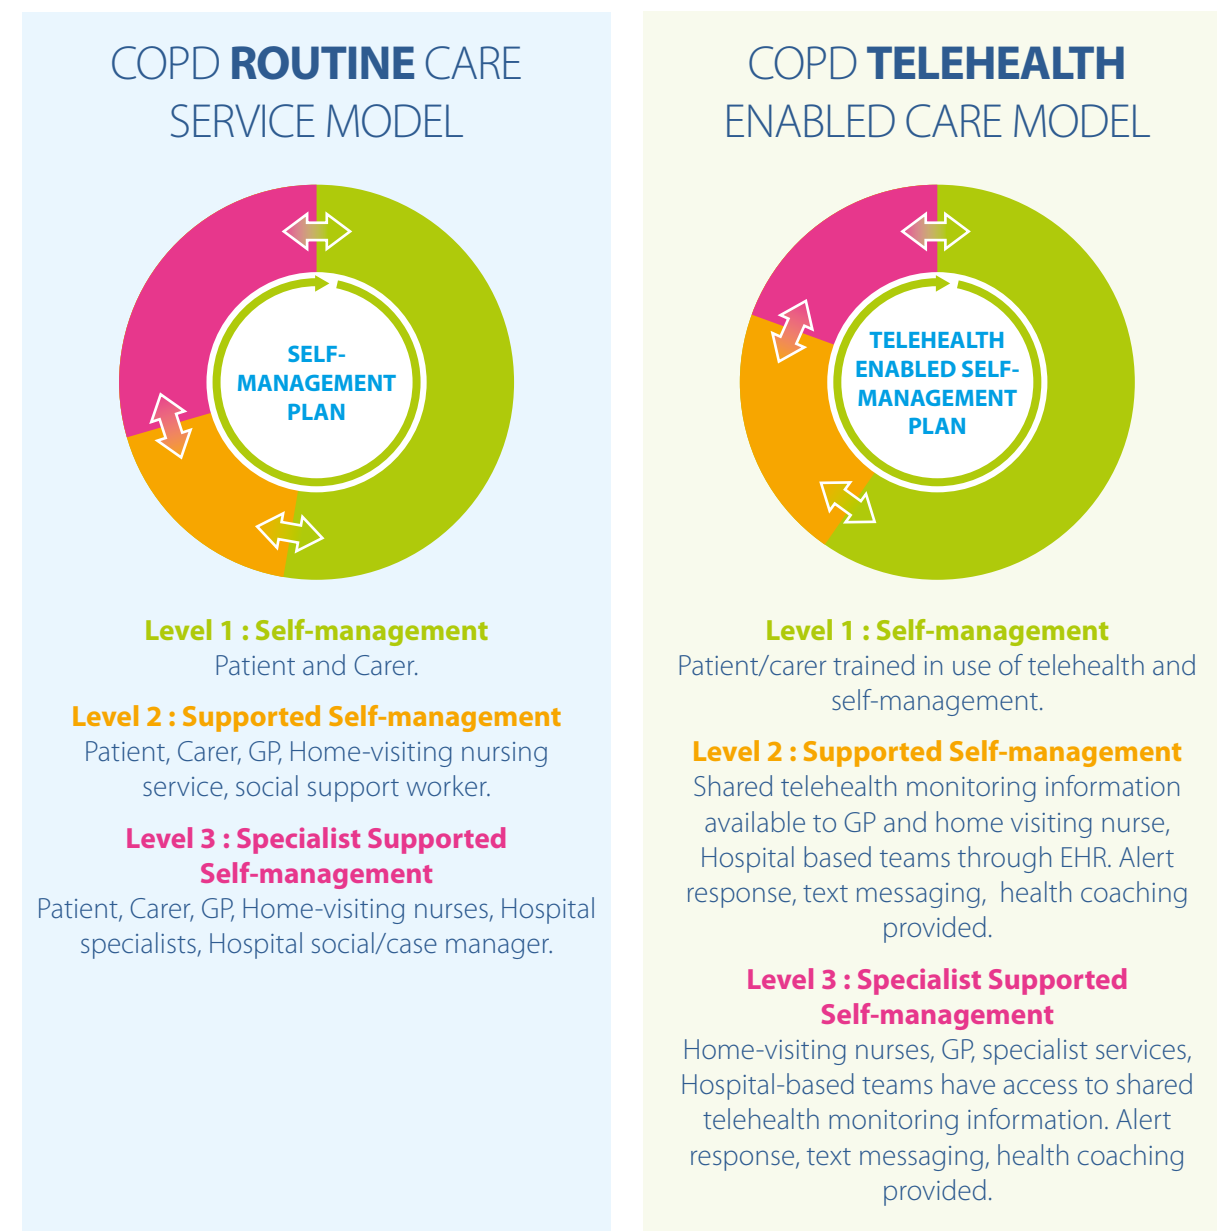 COPD ROUTINE CARE
SERVICE MODEL
SELF-
MANAGEMENT
PLAN
Level 1 : Self-management
Patient and Carer.
Level 2 : Supported Self-management
Patient, Carer, GP, Home-visiting nursing
service, social support worker.
Level 3 : Specialist Supported
Self-management
Patient, Carer, GP, Home-visiting nurses, Hospital
specialists, Hospital social/case manager.
COPD TELEHEALTH
ENABLED CARE MODEL
TELEHEALTH
ENABLED SELF-
MANAGEMENT
PLAN
Level 1 : Self-management
Patient/carer trained in use of telehealth and
self-management.
Level 2 : Supported Self-management
Shared telehealth monitoring information
available to GP and home visiting nurse,
Hospital based teams through EHR. Alert
response, text messaging, health coaching
provided.
Level 3 : Specialist Supported
Self-management
Home-visiting nurses, GP, specialist services,
Hospital-based teams have access to shared
telehealth monitoring information. Alert
response, text messaging, health coaching
provided.